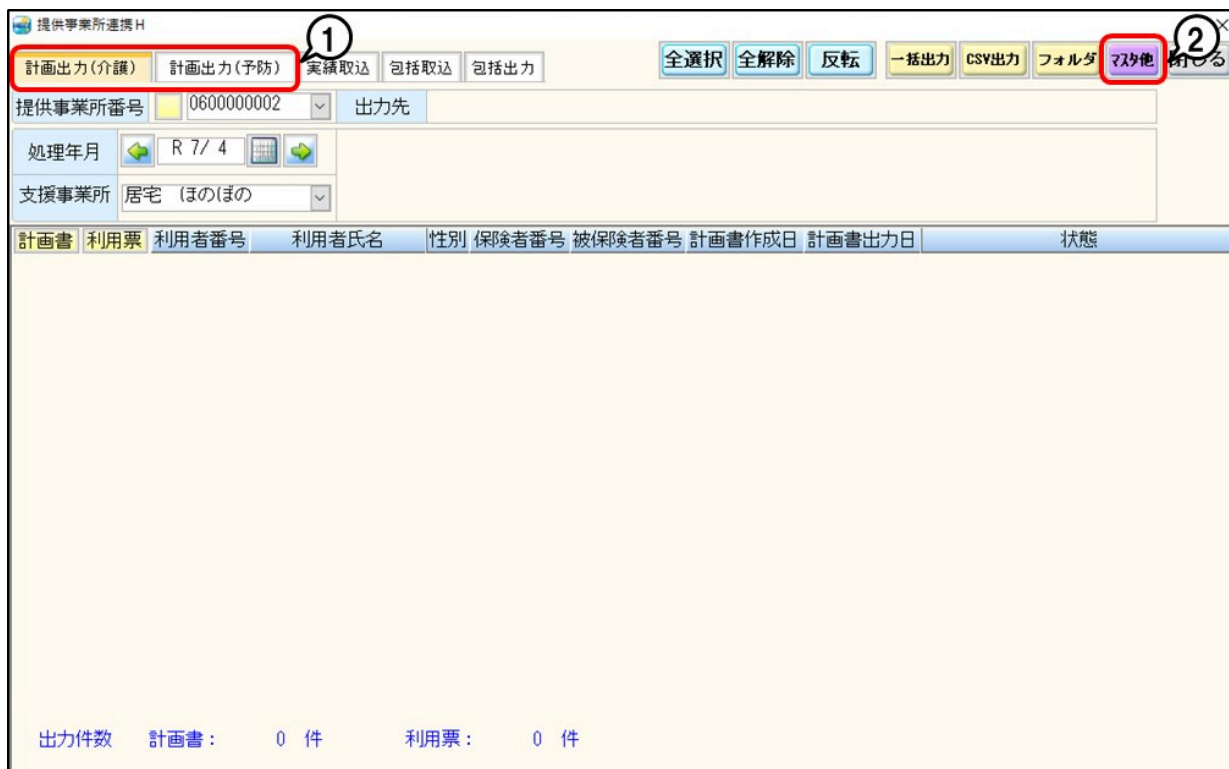 提供事業所連携H
①
②
計画出力(介護) 計画出力(予防) 実績取込 包括取込 包括出力 全選択 全解除 反転 一括出力 CSV出力 フォルダ マスタ他 閉じる
提供事業所番号 0600000002 出力先
処理年月 R 7/ 4
支援事業所 居宅 ほのぼの
計画書 利用票 利用者番号 利用者氏名 性別 保険者番号 被保険者番号 計画書作成日 計画書出力日 状態
出力件数 計画書: 0 件 利用票: 0 件